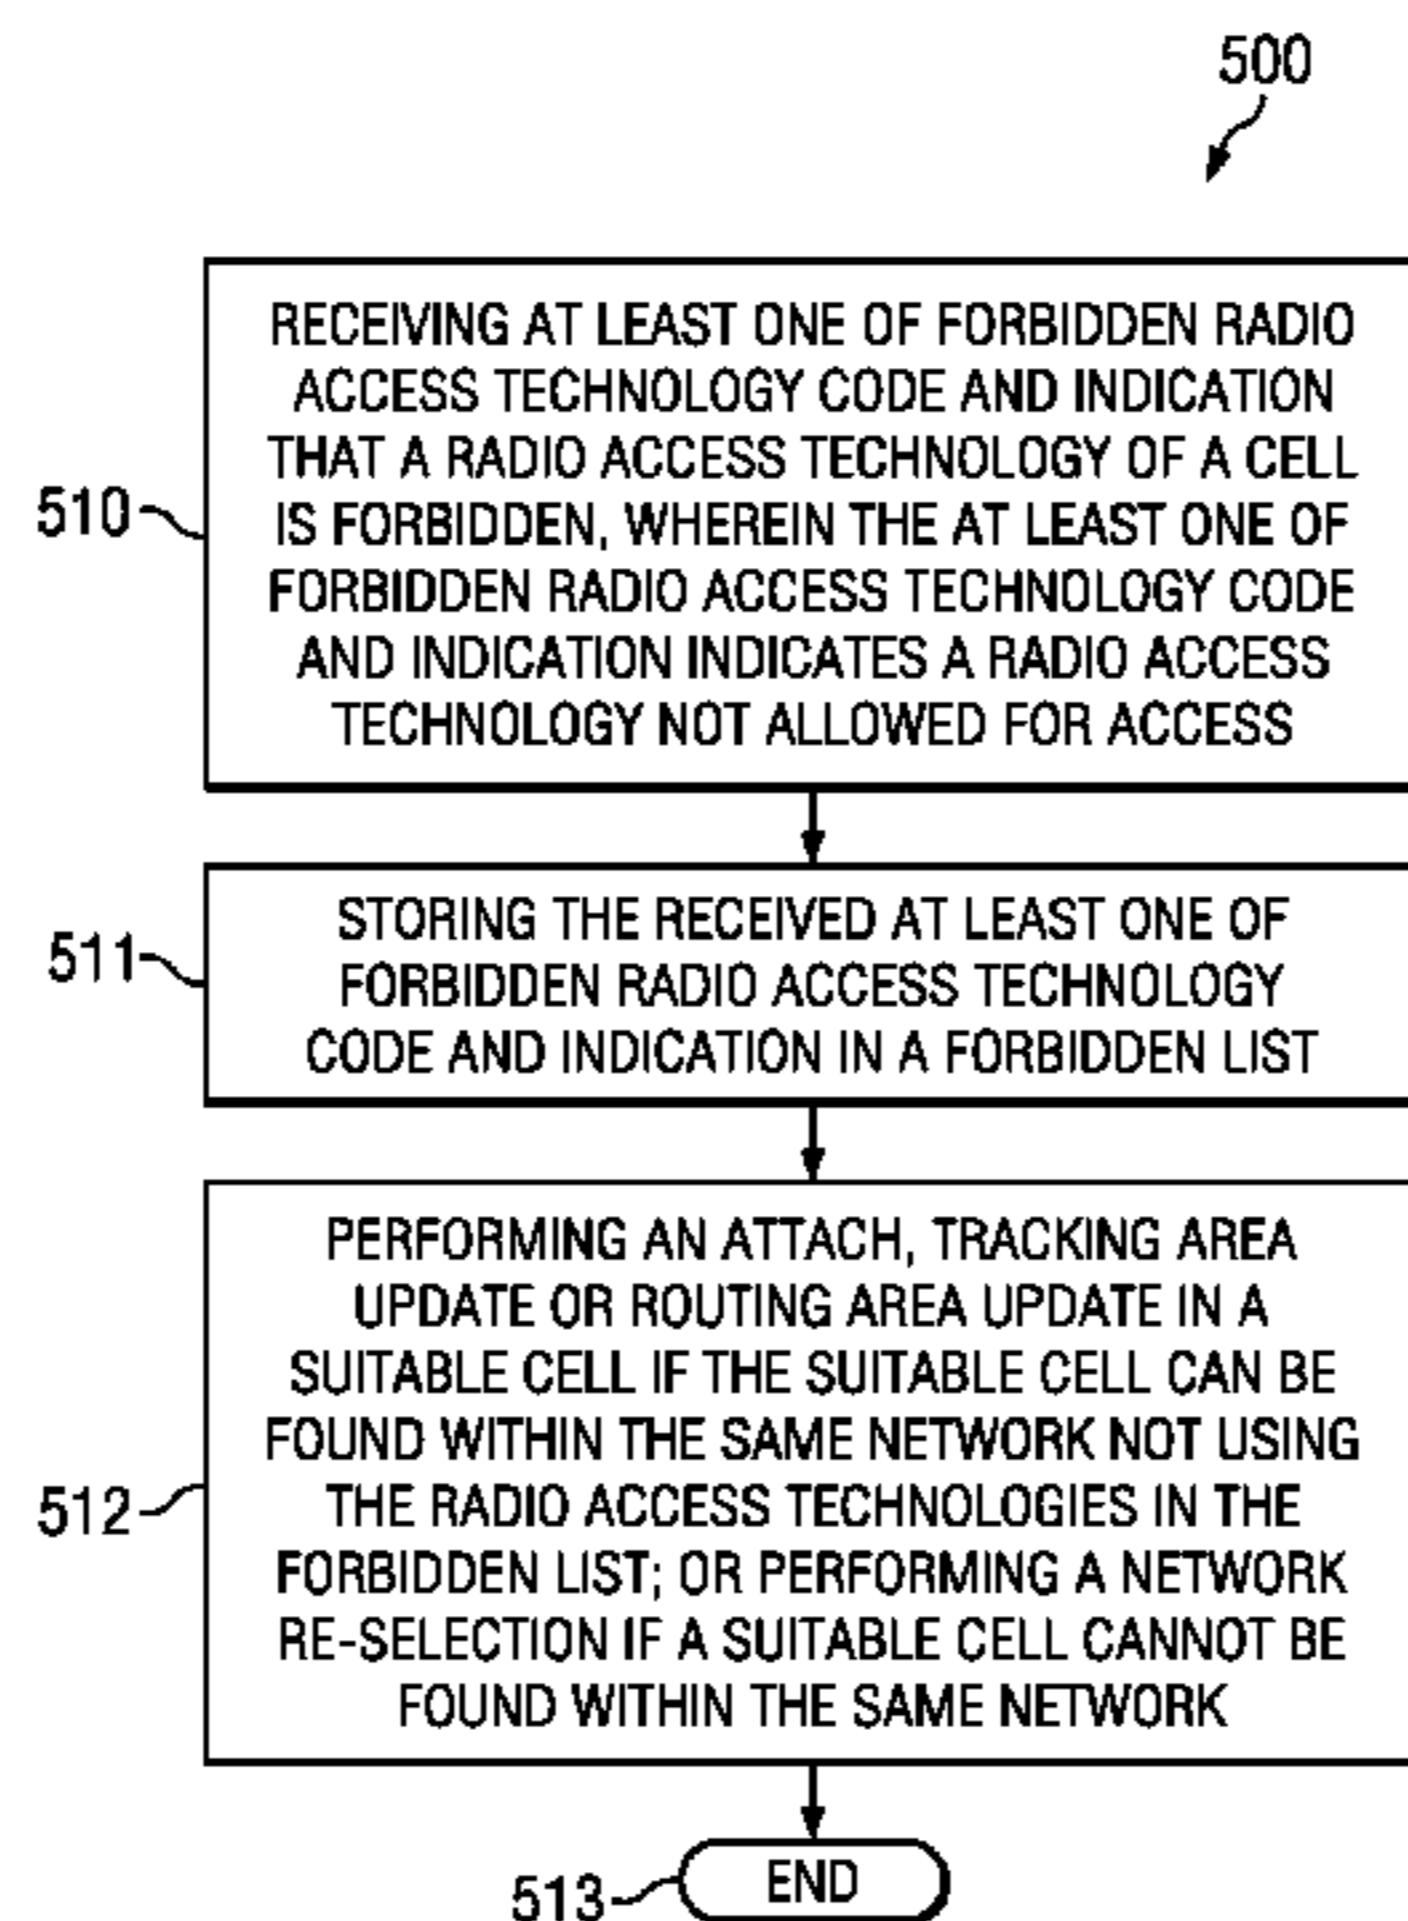 500
RECEIVING AT LEAST ONE OF FORBIDDEN RADIO
ACCESS TECHNOLOGY CODE AND INDICATION
THAT A RADIO ACCESS TECHNOLOGY OF A CELL
IS FORBIDDEN, WHEREIN THE AT LEAST ONE OF
FORBIDDEN RADIO ACCESS TECHNOLOGY CODE
AND INDICATION INDICATES A RADIO ACCESS
TECHNOLOGY NOT ALLOWED FOR ACCESS
510
STORING THE RECEIVED AT LEAST ONE OF
FORBIDDEN RADIO ACCESS TECHNOLOGY
CODE AND INDICATION IN A FORBIDDEN LIST
511
PERFORMING AN ATTACH, TRACKING AREA
UPDATE OR ROUTING AREA UPDATE IN A
SUITABLE CELL IF THE SUITABLE CELL CAN BE
FOUND WITHIN THE SAME NETWORK NOT USING
THE RADIO ACCESS TECHNOLOGIES IN THE
FORBIDDEN LIST; OR PERFORMING A NETWORK
RE-SELECTION IF A SUITABLE CELL CANNOT BE
FOUND WITHIN THE SAME NETWORK
512
END
513